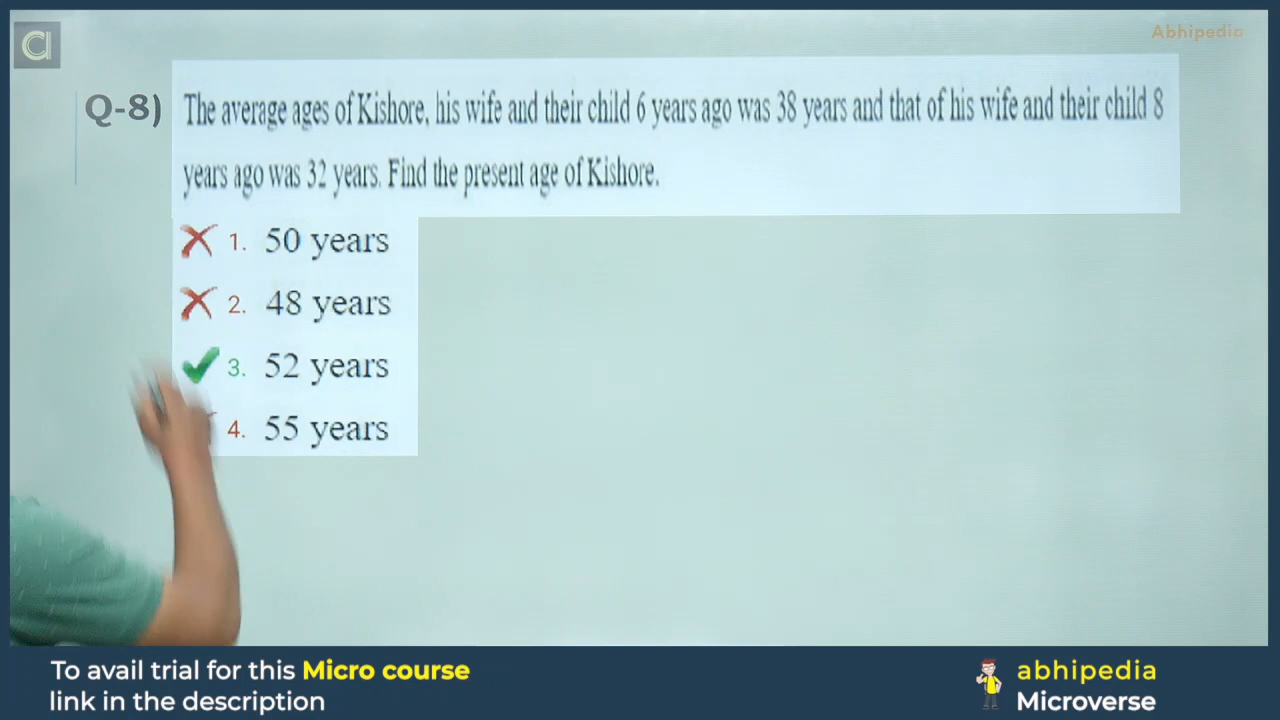 Abhipedia
Q-8) The average ages of Kishore, his wife and their child 6 years ago was 38 years and that of his wife and their child 8
years ago was 32 years. Find the present age of Kishore.
1. 50 years
2. 48 years
3. 52 years
4. 55 years
To avail trial for this Micro course
link in the description
abhipedia
Microverse